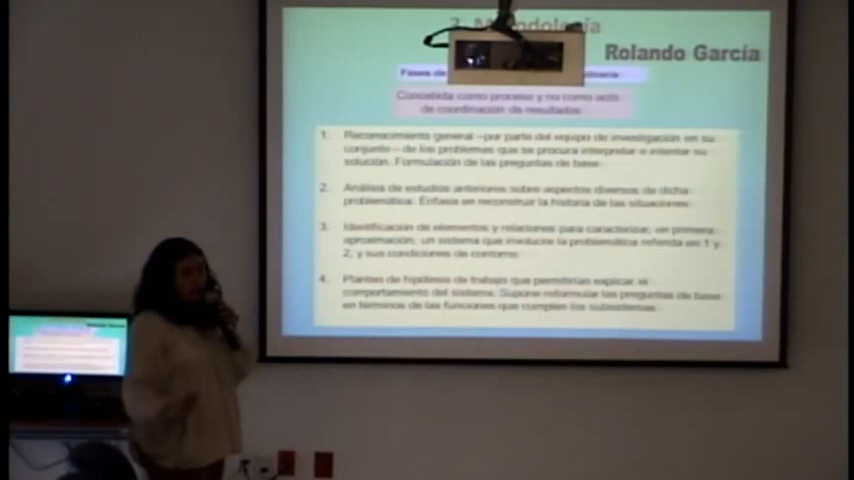 3. Metodología
Rolando García
Fases de
Concebida como proceso y no como acto
de coordinación de resultados
1. Reconocimiento general –por parte del equipo de investigación en su
conjunto – de los problemas que se procura interpretar e intentar su
solución. Formulación de las preguntas de base
2. Análisis de estudios anteriores sobre aspectos diversos de dicha
problemática. Énfasis en reconstruir la historia de las situaciones
3. Identificación de elementos y relaciones para caracterizar, en primera
aproximación, un sistema que involucre la problemática referida en 1 y
2, y sus condiciones de contorno
4. Planteo de hipótesis de trabajo que permitirían explicar el
comportamiento del sistema. Supone reformular las preguntas de base
en términos de las funciones que cumplen los subsistemas
Rolando García